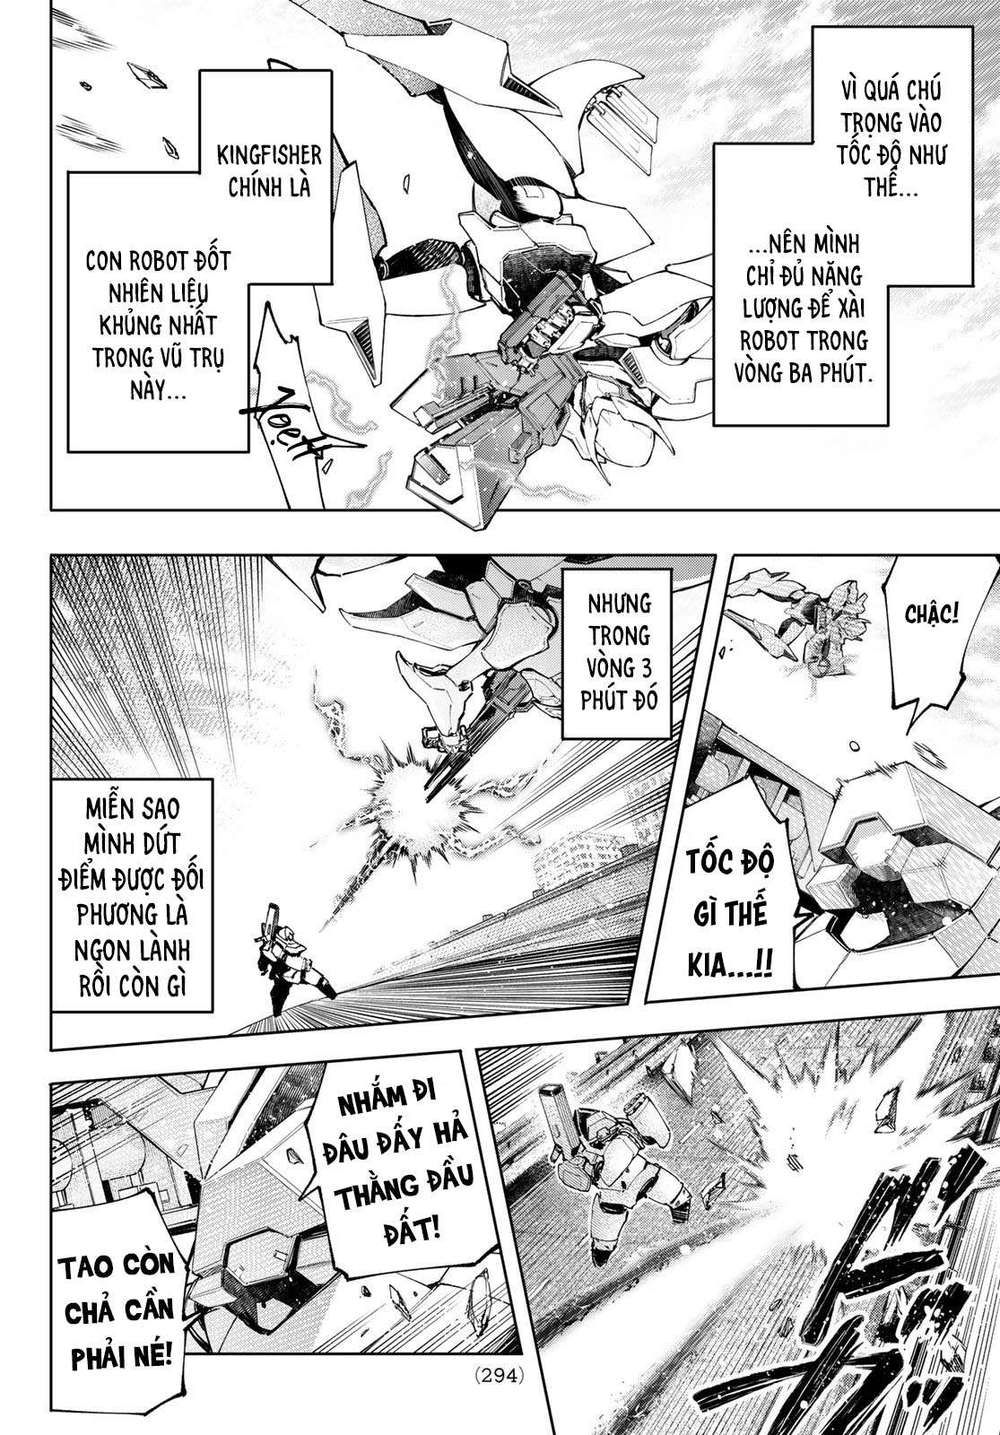 VÌ QUÁ CHÚ
TRỌNG VÀO
TỐC ĐỘ NHƯ
THẾ...
...NÊN MÌNH
CHỈ ĐỦ NĂNG
LƯỢNG ĐỂ XÀI
ROBOT TRONG
VÒNG BA PHÚT.
KINGFISHER
CHÍNH LÀ
CON ROBOT ĐỐT
NHIÊN LIỆU
KHỦNG NHẤT
TRONG VŨ TRỤ
NÀY...
CHẬC!
TỐC ĐỘ
GÌ THẾ
KIA...!!
NHƯNG
TRONG
VÒNG 3
PHÚT ĐÓ
MIỄN SAO
MÌNH DỨT
ĐIỂM ĐƯỢC ĐỐI
PHƯƠNG LÀ
NGON LÀNH
RỒI CÒN GÌ
NHẮM ĐI
ĐÂU ĐẤY HẢ
THẰNG ĐẦU
ĐẤT!
TAO CÒN
CHẢ CẦN
PHẢI NÉ!
(294)